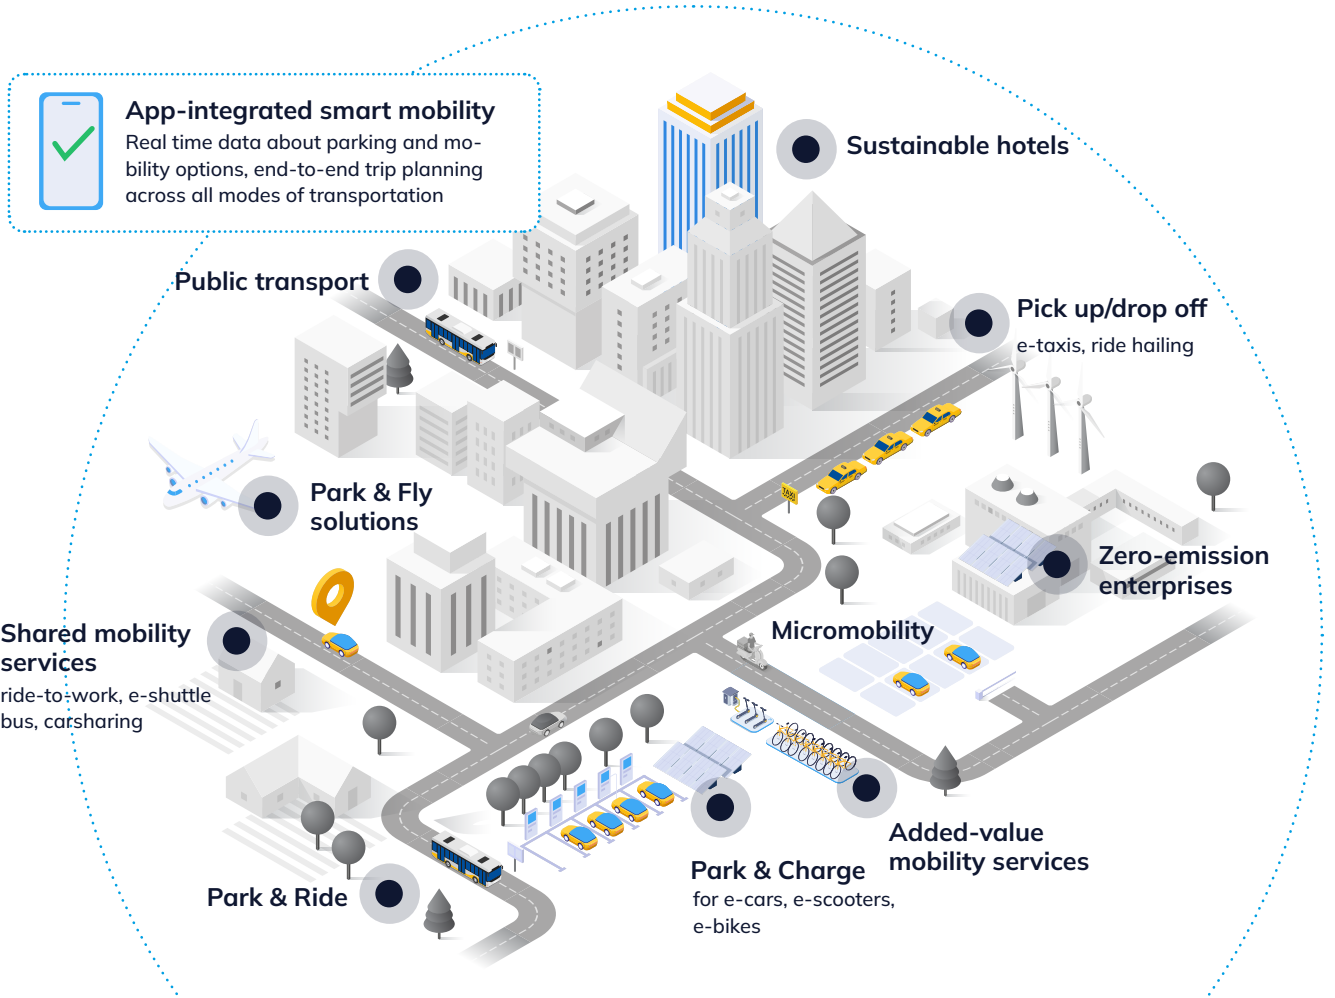 App-integrated smart mobility
Real time data about parking and mo-
bility options, end-to-end trip planning
across all modes of transportation
Sustainable hotels
Public transport
Pick up/drop off
e-taxis, ride hailing
Park & Fly
solutions
TAXI
Zero-emission
enterprises
Shared mobility
services
ride-to-work, e-shuttle
bus, carsharing
Micromobility
Added-value
mobility services
Park & Charge
for e-cars, e-scooters,
e-bikes
Park & Ride